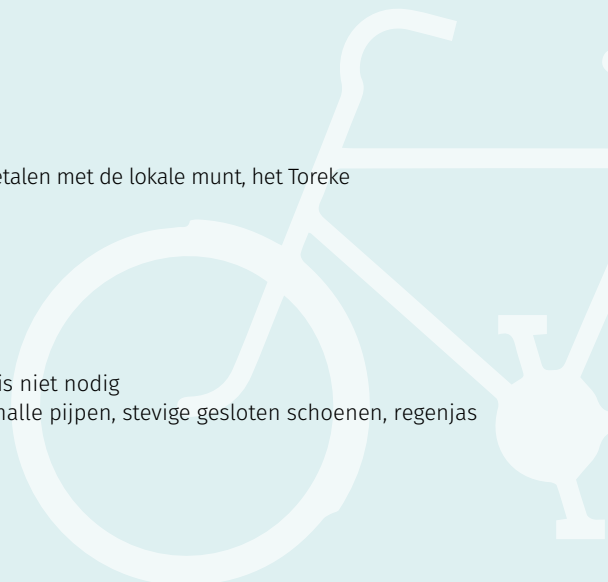 etalen met de lokale munt, het Toreke
is niet nodig
nalle pijpen, stevige gesloten schoenen, regenjas